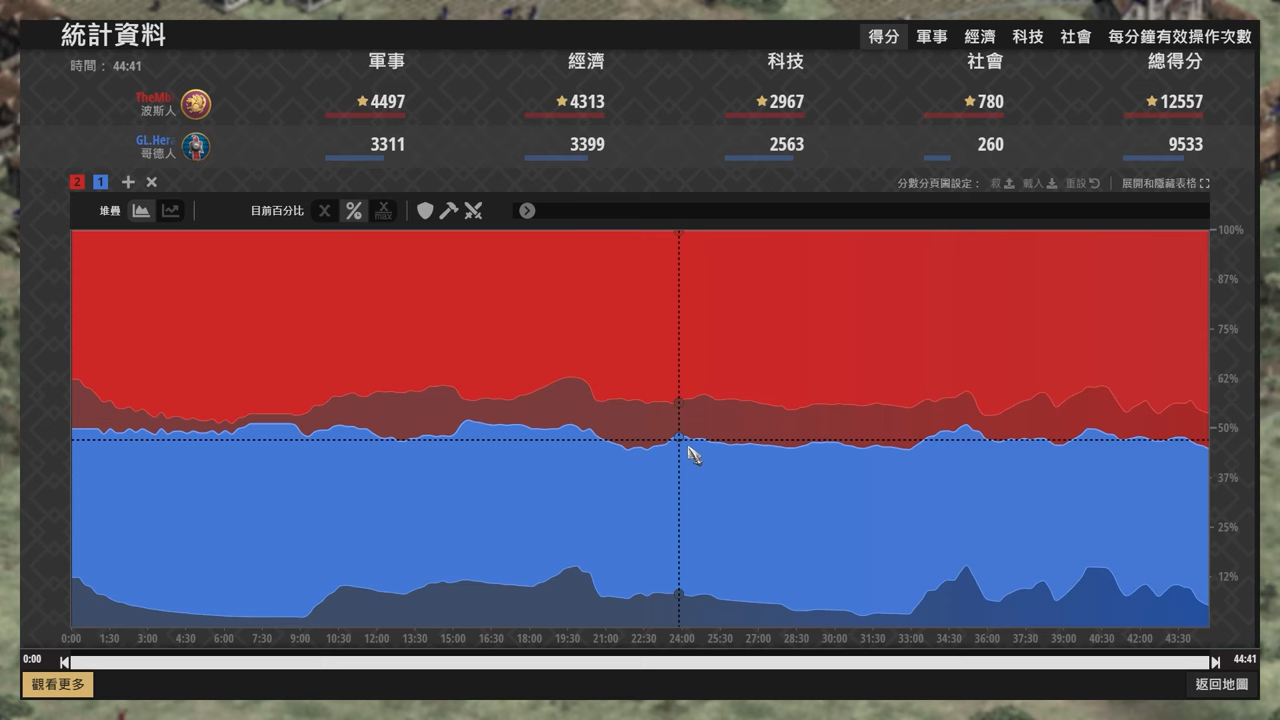 統計資料
得分 軍事 經濟 科技 社會 每分鐘有效操作次數
時間： 44:41 軍事 經濟 科技 社會 總得分
TheMb 4497 4313 2967 780 12557
波斯人
GL.Her 3311 3399 2563 260 9533
哥德人
2 1 分數分頁圖設定： 載入 重設 展開和隱藏表格
堆疊 目前百分比 X % X max
100%
87%
75%
62%
50%
37%
25%
12%
0:00 1:30 3:00 4:30 6:00 7:30 9:00 10:30 12:00 13:30 15:00 16:30 18:00 19:30 21:00 22:30 24:00 25:30 27:00 28:30 30:00 31:30 33:00 34:30 36:00 37:30 39:00 40:30 42:00 43:30
0:00 44:41
觀看更多 返回地圖